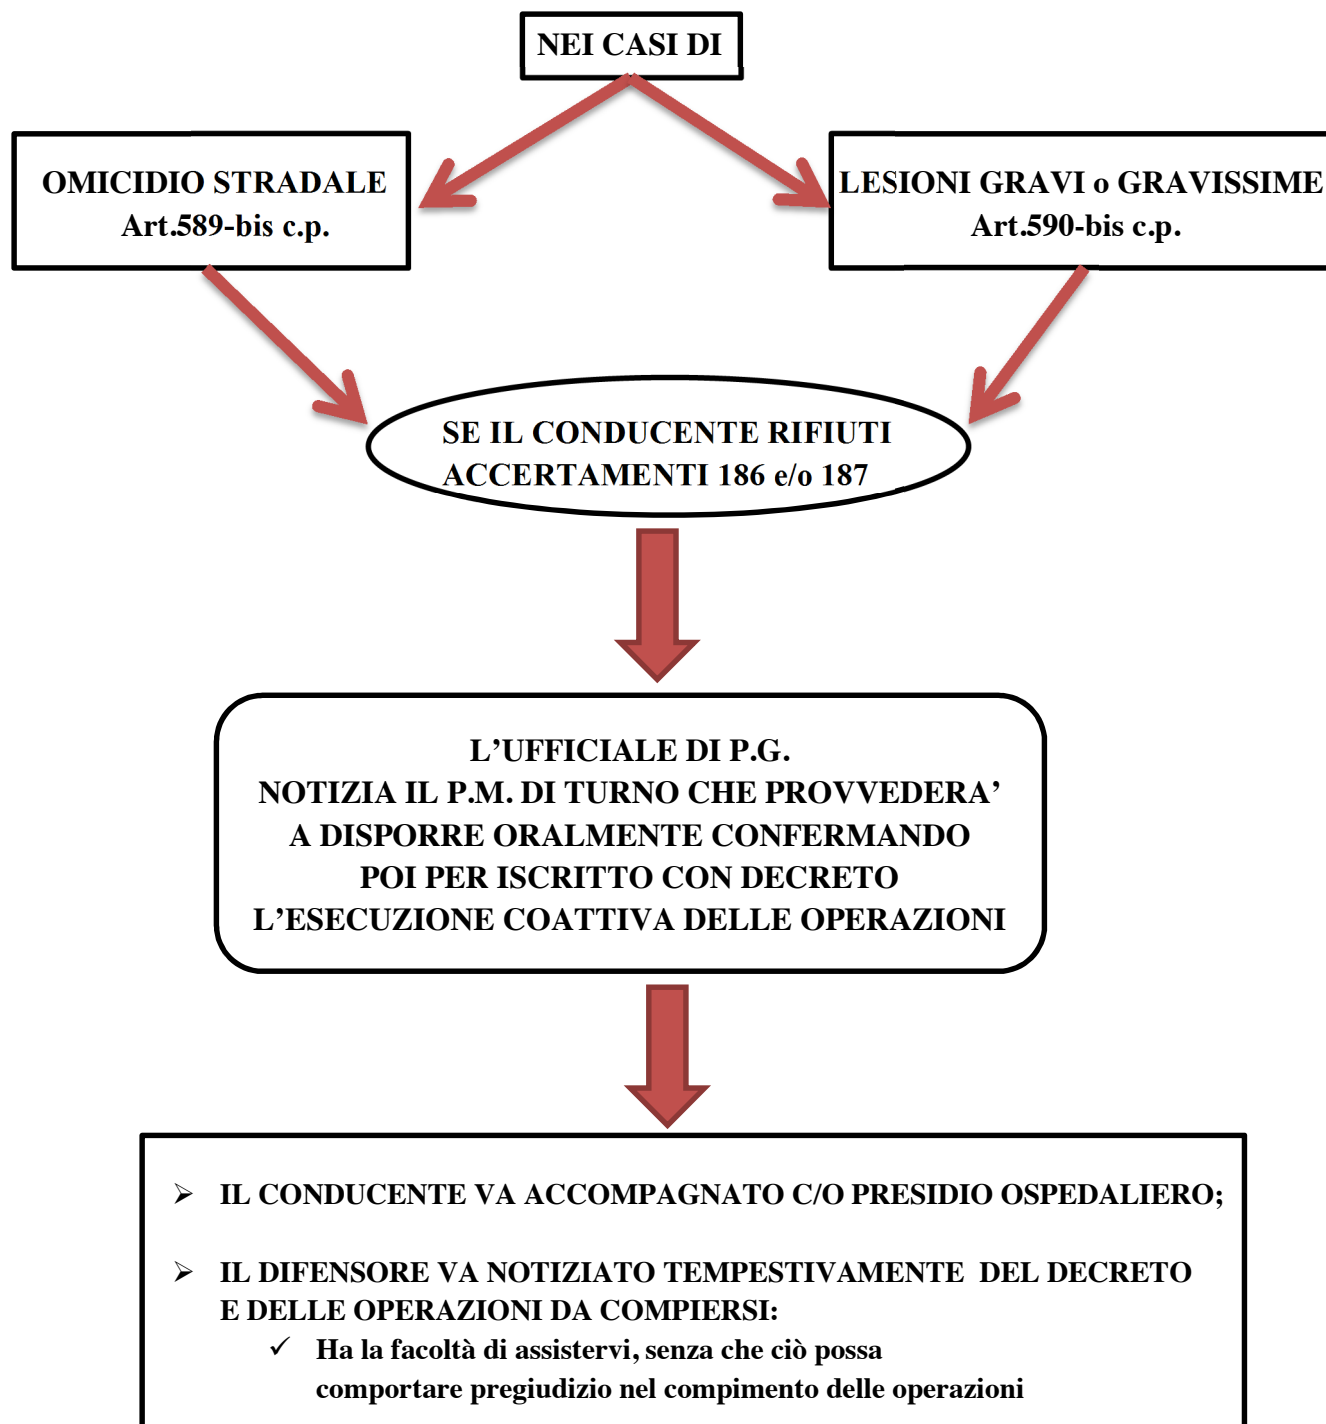 NEI CASI DI
OMICIDIO STRADALE
Art.589-bis c.p.
LESIONI GRAVI o GRAVISSIME
Art.590-bis c.p.
SE IL CONDUCENTE RIFIUTI
ACCERTAMENTI 186 e/o 187
L’UFFICIALE DI P.G.
NOTIZIA IL P.M. DI TURNO CHE PROVVEDERA’
A DISPORRE ORALMENTE CONFERMANDO
POI PER ISCRITTO CON DECRETO
L’ESECUZIONE COATTIVA DELLE OPERAZIONI
➢ IL CONDUCENTE VA ACCOMPAGNATO C/O PRESIDIO OSPEDALIERO;
➢ IL DIFENSORE VA NOTIZIATO TEMPESTIVAMENTE DEL DECRETO
E DELLE OPERAZIONI DA COMPIERSI:
✓ Ha la facoltà di assistervi, senza che ciò possa
comportare pregiudizio nel compimento delle operazioni